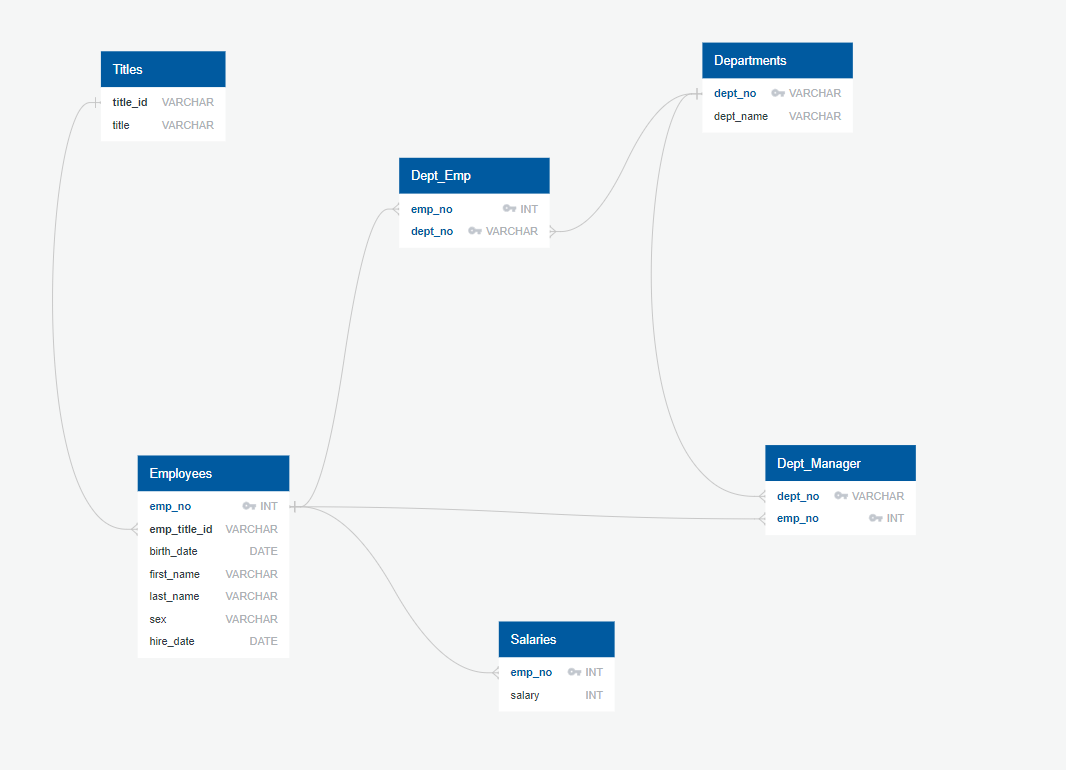 Titles
title_id VARCHAR
title VARCHAR
Departments
dept_no VARCHAR
dept_name VARCHAR
Dept_Emp
emp_no INT
dept_no VARCHAR
Employees
emp_no INT
emp_title_id VARCHAR
birth_date DATE
first_name VARCHAR
last_name VARCHAR
sex VARCHAR
hire_date DATE
Dept_Manager
dept_no VARCHAR
emp_no INT
Salaries
emp_no INT
salary INT